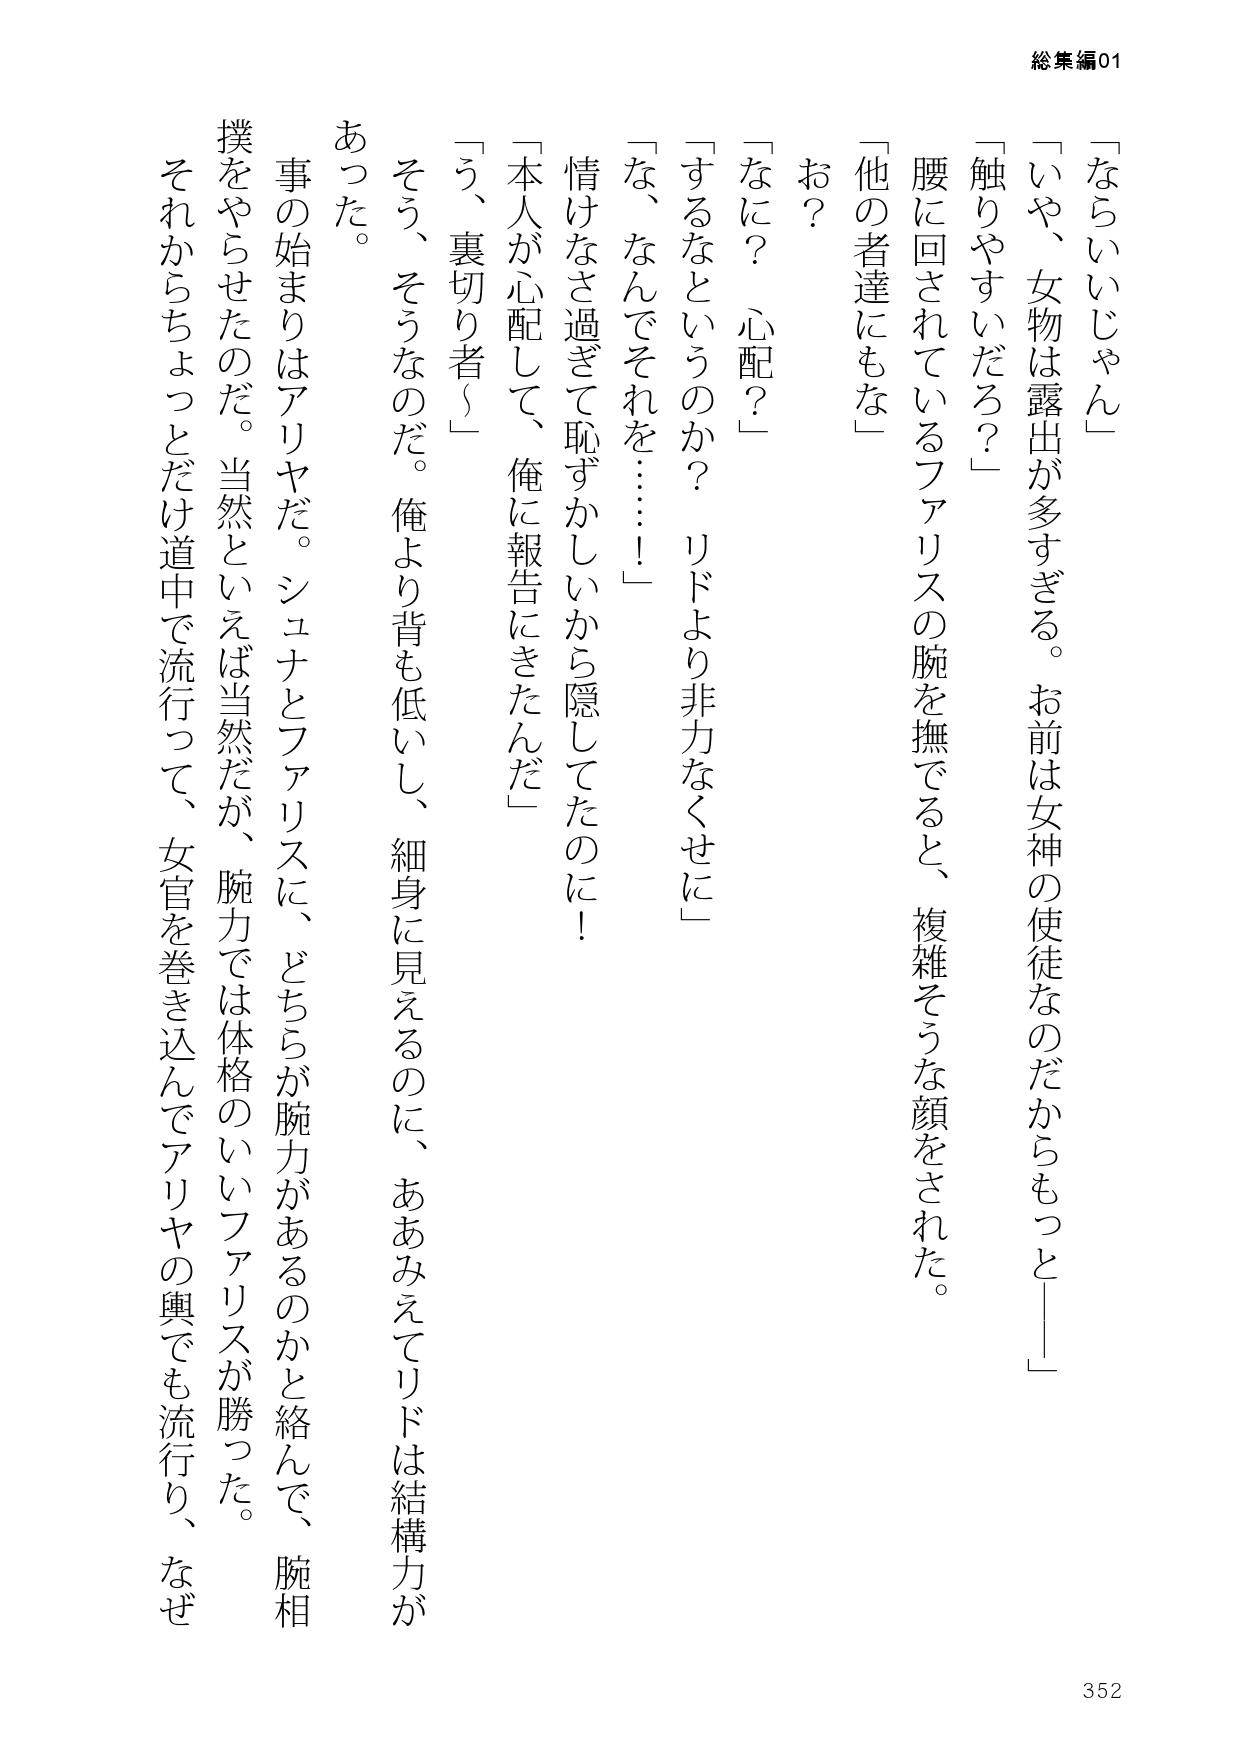 総集編01
「ならいいじゃん」
「いや、女物は露出が多すぎる。お前は女神の使徒なのだからもっと――」
「触りやすいだろ？」
腰に回されているファリスの腕を撫でると、複雑そうな顔をされた。
「他の者達にもな」
お？
「なに？　心配？」
「するなというのか？　リドより非力なくせに」
「な、なんでそれを……！」
情けなさ過ぎて恥ずかしいから隠してたのに！
「本人が心配して、俺に報告にきたんだ」
「う、裏切り者～」
そう、そうなのだ。俺より背も低いし、細身に見えるのに、ああみえてリドは結構力が
あった。
事の始まりはアリヤだ。シュナとファリスに、どちらが腕力があるのかと絡んで、腕相
撲をやらせたのだ。当然といえば当然だが、腕力では体格のいいファリスが勝った。
それからちょっとだけ道中で流行って、女官を巻き込んでアリヤの輿でも流行り、なぜ
352